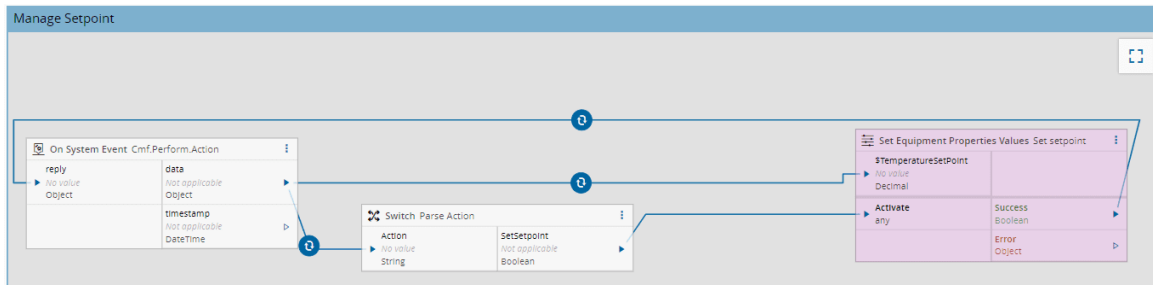 Manage Setpoint
On System Event Cmf.Perform.Action
reply
No value
Object
data
Not applicable
Object
timestamp
Not applicable
DateTime
Switch Parse Action
Action
No value
String
SetSetpoint
Not applicable
Boolean
Set Equipment Properties Values Set setpoint
$TemperatureSetPoint
No value
Decimal
Activate
any
Success
Boolean
Error
Object